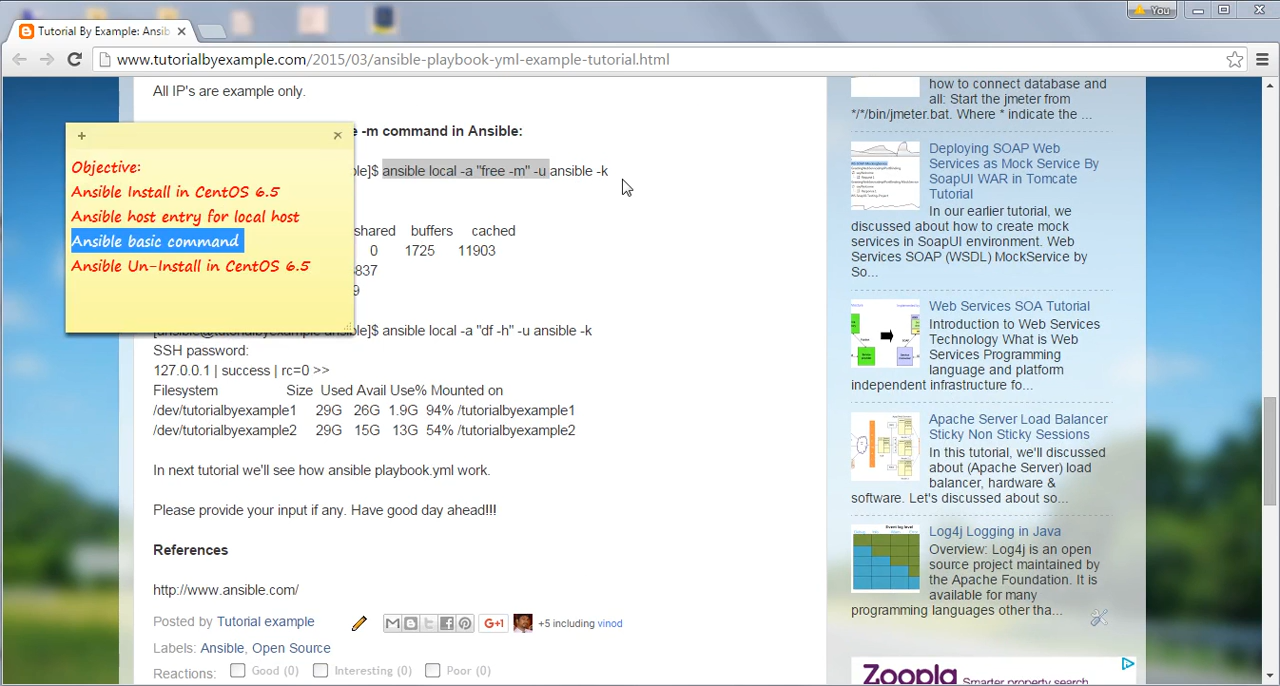 You
Tutorial By Example: Ansib
www.tutorialbyexample.com/2015/03/ansible-playbook-yml-example-tutorial.html
All IP's are example only.
-m command in Ansible:
ble]$ ansible local -a "free -m" -u ansible -k
shared buffers cached
0 1725 11903
837
9
ansible local -a "df -h" -u ansible -k
SSH password:
127.0.0.1 | success | rc=0 >>
Filesystem Size Used Avail Use% Mounted on
/dev/tutorialbyexample1 29G 26G 1.9G 94% /tutorialbyexample1
/dev/tutorialbyexample2 29G 15G 13G 54% /tutorialbyexample2
In next tutorial we'll see how ansible playbook.yml work.
Please provide your input if any. Have good day ahead!!!
References
http://www.ansible.com/
Posted by Tutorial example
G+1 +5 including vinod
Labels: Ansible, Open Source
Reactions: Good (0) Interesting (0) Poor (0)
+ ×
Objective:
Ansible Install in CentOS 6.5
Ansible host entry for local host
Ansible basic command
Ansible Un-Install in CentOS 6.5
how to connect database and
all: Start the jmeter from
*/*/bin/jmeter.bat. Where * indicate the ...
Deploying SOAP Web
Services as Mock Service By
SoapUI WAR in Tomcate
Tutorial
In our earlier tutorial, we
discussed about how to create mock
services in SoapUI environment. Web
Services SOAP (WSDL) MockService by
So...
Web Services SOA Tutorial
Introduction to Web Services
Technology What is Web
Services Programming
language and platform
independent infrastructure fo...
Apache Server Load Balancer
Sticky Non Sticky Sessions
In this tutorial, we'll discussed
about (Apache Server) load
balancer, hardware &
software. Let's discussed about so...
Log4j Logging in Java
Overview: Log4j is an open
source project maintained by
the Apache Foundation. It is
available for many
programming languages other tha...
Zoopla Smarter property search